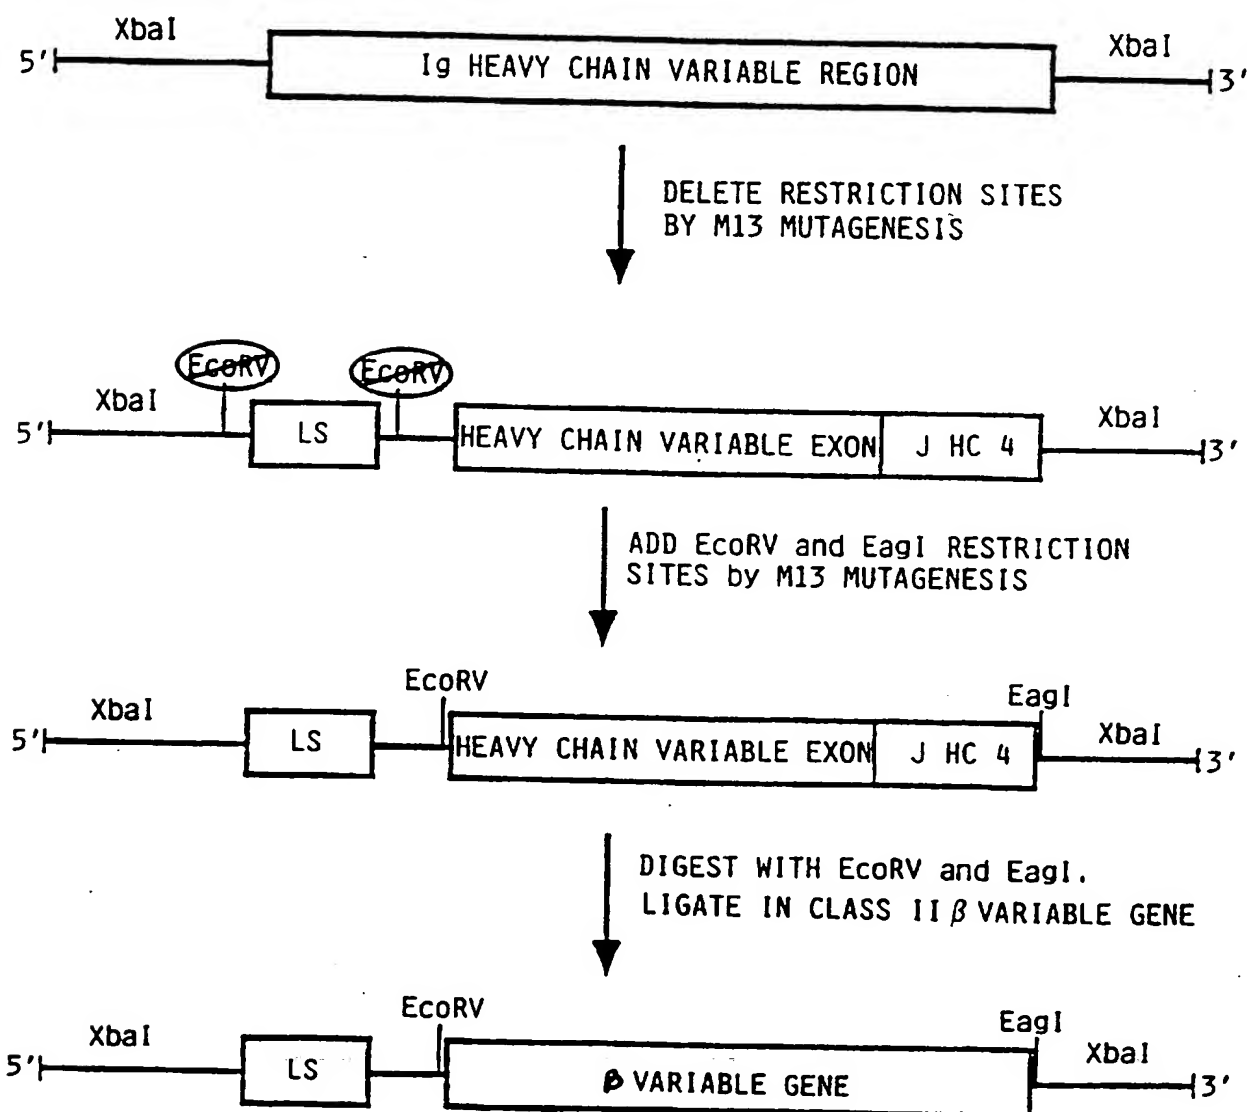 XbaI
XbaI
5' Ig HEAVY CHAIN VARIABLE REGION 3'
DELETE RESTRICTION SITES
BY M13 MUTAGENESIS
EcoRV EcoRV
XbaI XbaI
5' LS HEAVY CHAIN VARIABLE EXON J HC 4 3'
ADD EcoRV and EagI RESTRICTION
SITES by M13 MUTAGENESIS
EcoRV EagI
XbaI XbaI
5' LS HEAVY CHAIN VARIABLE EXON J HC 4 3'
DIGEST WITH EcoRV and EagI.
LIGATE IN CLASS II β VARIABLE GENE
EcoRV EagI
XbaI XbaI
5' LS β VARIABLE GENE 3'